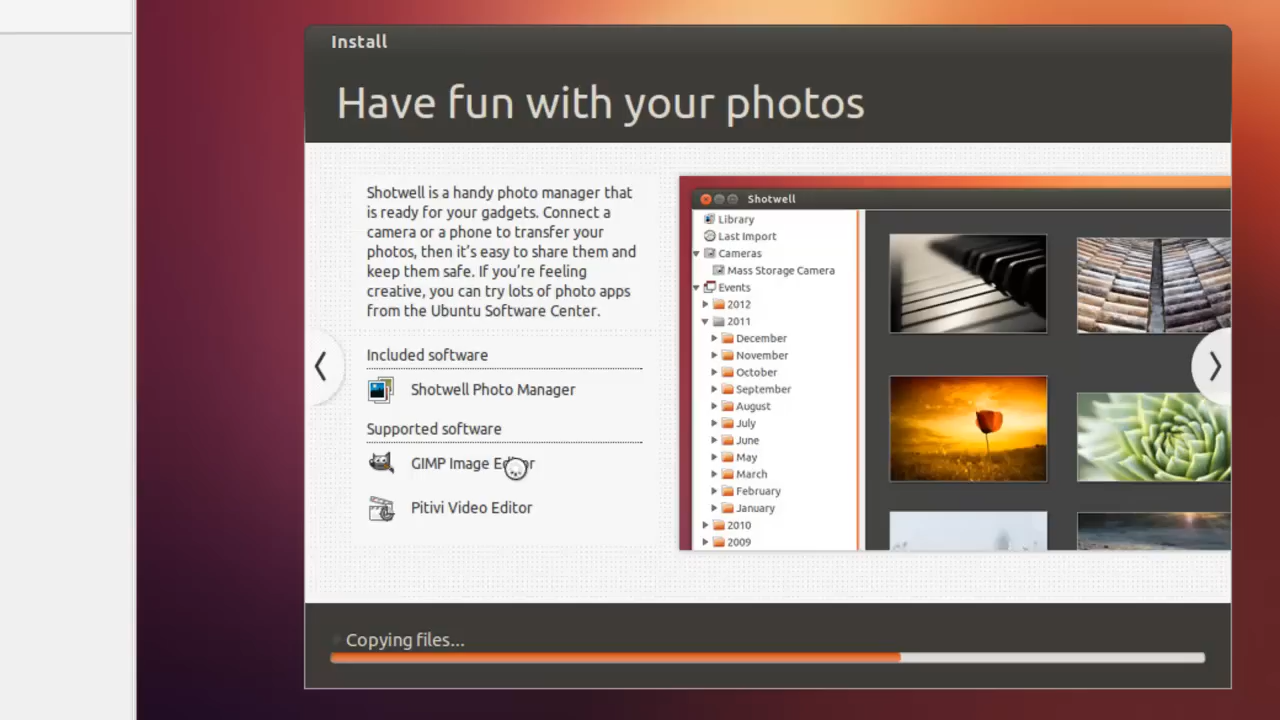 Install
Have fun with your photos
Shotwell is a handy photo manager that
is ready for your gadgets. Connect a
camera or a phone to transfer your
photos, then it's easy to share them and
keep them safe. If you're feeling
creative, you can try lots of photo apps
from the Ubuntu Software Center.
Included software
Shotwell Photo Manager
Supported software
GIMP Image Editor
Pitivi Video Editor
Shotwell
Library
Last Import
Cameras
Mass Storage Camera
Events
2012
2011
December
November
October
September
August
July
June
May
March
February
January
2010
2009
Copying files...